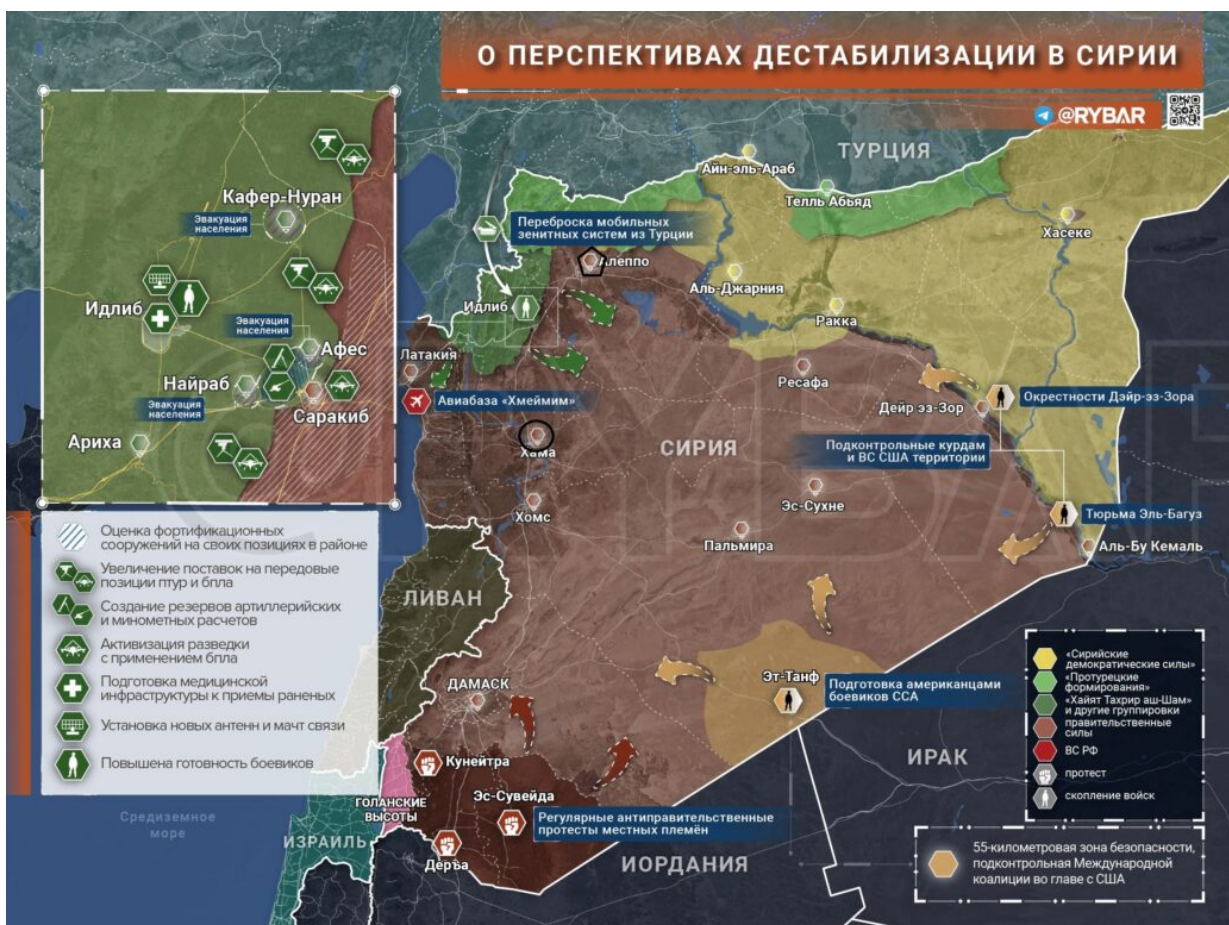 О ПЕРСПЕКТИВАХ ДЕСТАБИЛИЗАЦИИ В СИРИИ
@RYBAR
ТУРЦИЯ
Айн-эль-Араб
Телль Абьяд
Хасеке
Переброска мобильных
зенитных систем из Турции
Алеппо
Аль-Джарния
Идлиб
Ракка
Латакия
Авиабаза «Хмеймим»
Ресафа
Дейр эз-Зор
Окрестности Дэйр-эз-Зора
Хама
СИРИЯ
Подконтрольные курдам
и ВС США территории
Хомс
Эс-Сухне
Тюрьма Эль-Багуз
Пальмира
Аль-Бу Кемаль
ЛИВАН
ДАМАСК
Эт-Танф
Подготовка американцами
боевиков ССА
ИРАК
Кунейтра
Эс-Сувейда
ГОЛАНСКИЕ
ВЫСОТЫ
Регулярные антиправительственные
протесты местных племён
Средиземное
море
ИЗРАИЛЬ
Деръа
ИОРДАНИЯ
Кафер-Нуран
Эвакуация
населения
Идлиб
Эвакуация
населения
Афес
Найраб
Эвакуация
населения
Саракиб
Ариха
Оценка фортификационных
сооружений на своих позициях в районе
Увеличение поставок на передовые
позиции птур и бпла
Создание резервов артиллерийских
и минометных расчетов
Активизация разведки
с применением бпла
Подготовка медицинской
инфраструктуры к приемы раненых
Установка новых антенн и мачт связи
Повышена готовность боевиков
«Сирийские
демократические силы»
«Протурецкие
формирования»
«Хайят Тахрир аш-Шам»
и другие группировки
правительственные
силы
ВС РФ
протест
скопление войск
55-километровая зона безопасности,
подконтрольная Международной
коалиции во главе с США
@RYBAR